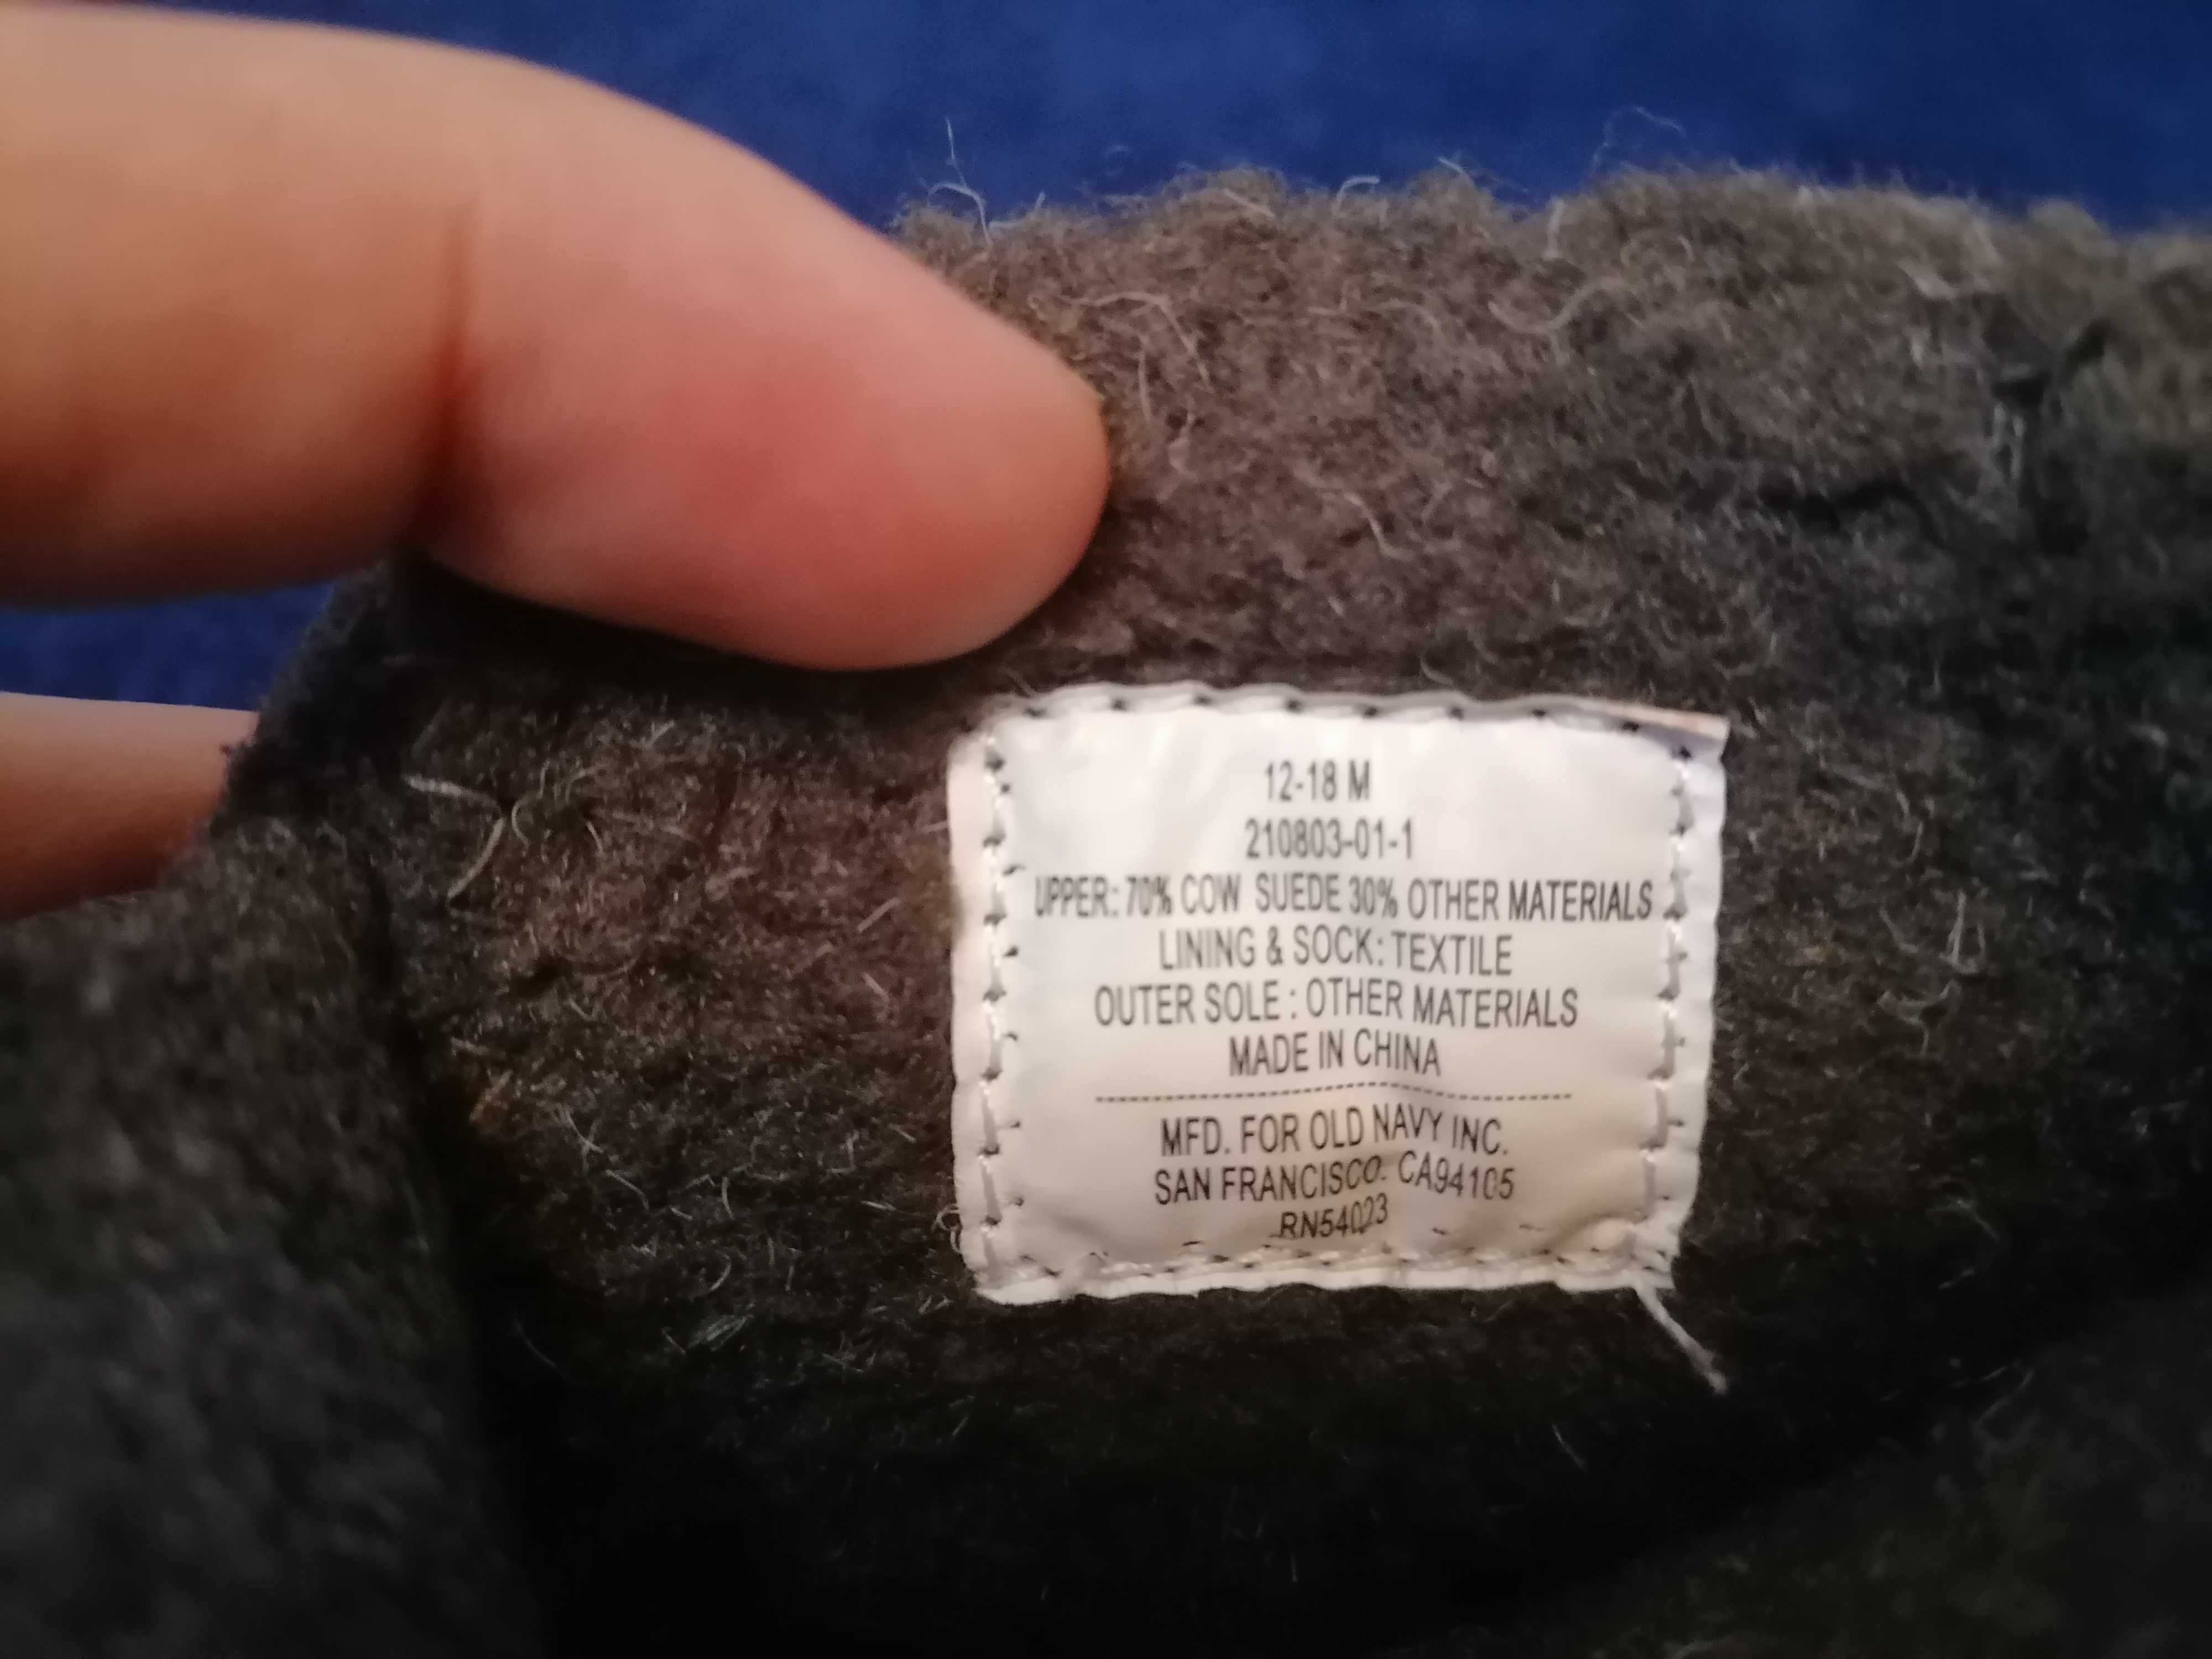 12-18 M
210803-01-1
UPPER: 70% COW SUEDE 30% OTHER MATERIALS
LINING & SOCK: TEXTILE
OUTER SOLE : OTHER MATERIALS
MADE IN CHINA
MFD. FOR OLD NAVY INC.
SAN FRANCISCO. CA94105
RN54023